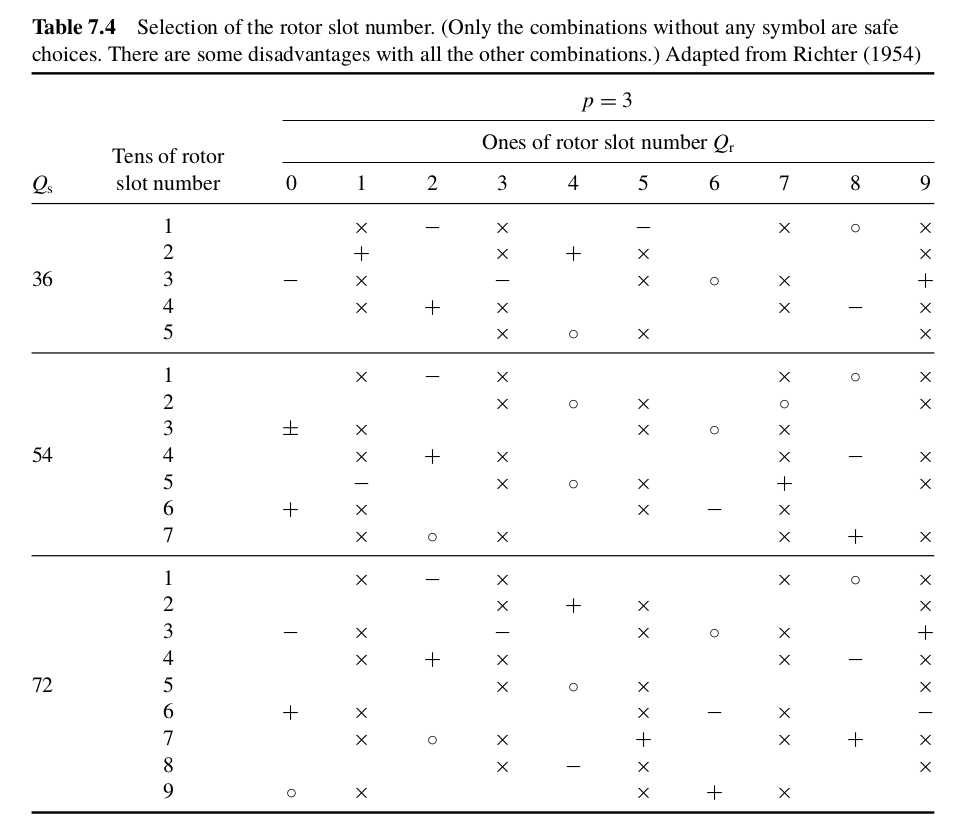 Table 7.4 Selection of the rotor slot number. (Only the combinations without any symbol are safe
choices. There are some disadvantages with all the other combinations.) Adapted from Richter (1954)
p = 3
Ones of rotor slot number Qr
Tens of rotor
Qs slot number 0 1 2 3 4 5 6 7 8 9
1 × − × − × ○ ×
2 + × + × ×
36 3 − × − × ○ × +
4 × + × × − ×
5 × ○ × ×
1 × − × × ○ ×
2 × ○ × ○ ×
3 ± × × ○ ×
54 4 × + × × − ×
5 − × ○ × + ×
6 + × × − ×
7 × ○ × × + ×
1 × − × × ○ ×
2 × + × ×
3 − × − × ○ × +
4 × + × × − ×
72 5 × ○ × ×
6 + × × − × −
7 × ○ × + × + ×
8 × − × ×
9 ○ × × + ×